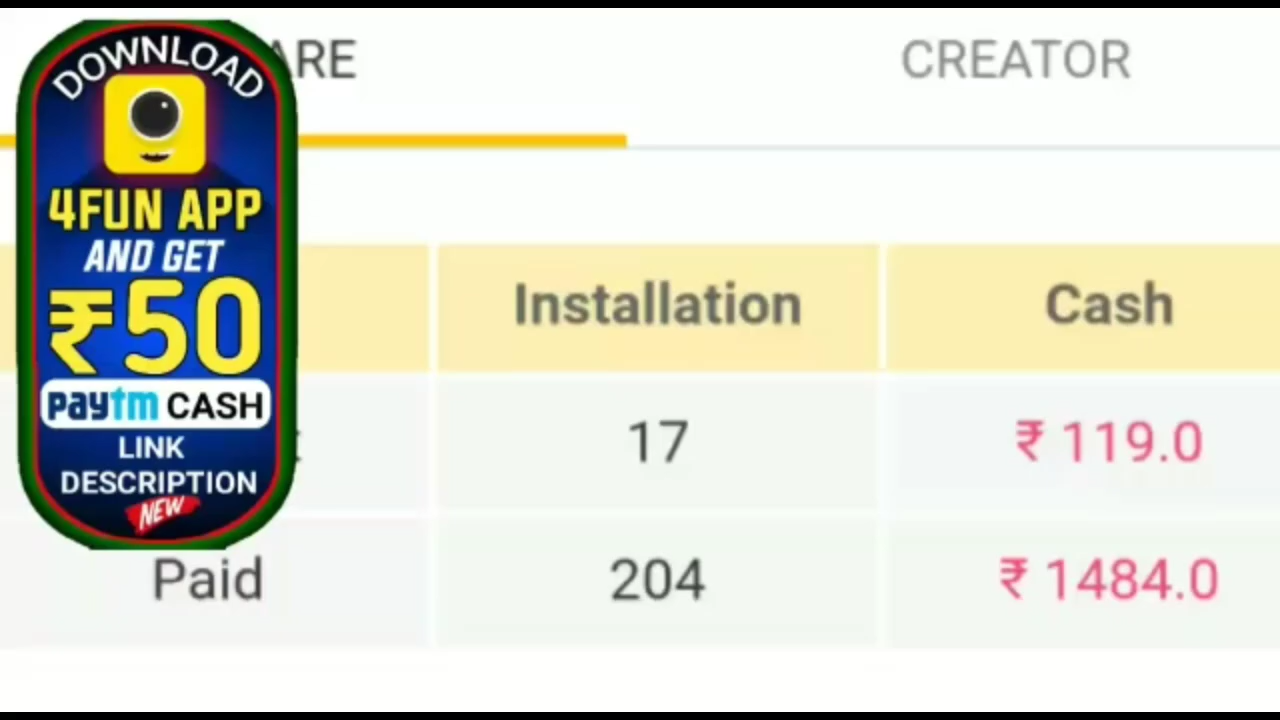 DOWNLOAD
4FUN APP
AND GET
₹50
paytm CASH
LINK
DESCRIPTION
NEW
ARE
CREATOR
Installation
Cash
17
₹ 119.0
Paid
204
₹ 1484.0